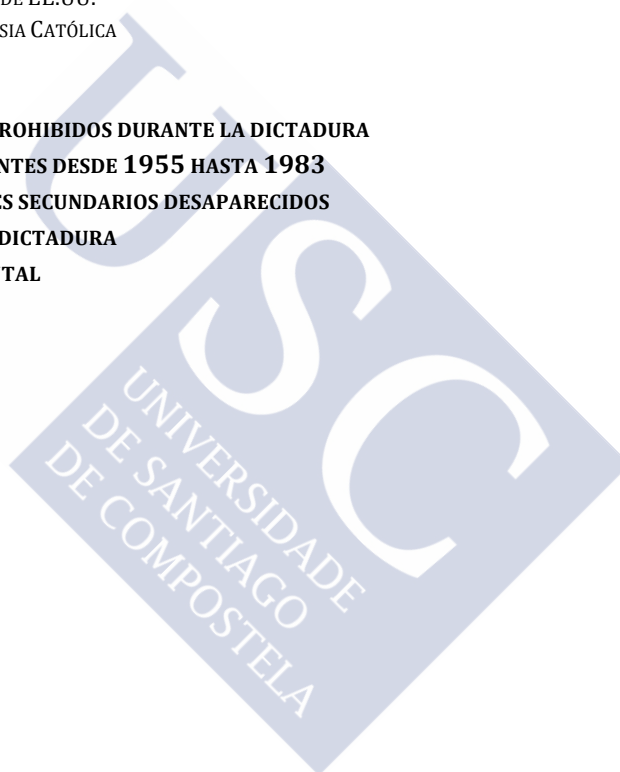 DE EE.UU.
SIA CATÓLICA
ROHIBIDOS DURANTE LA DICTADURA
NTES DESDE 1955 HASTA 1983
ES SECUNDARIOS DESAPARECIDOS
DICTADURA
TAL
USC
UNIVERSIDADE
DE SANTIAGO
DE COMPOSTELA